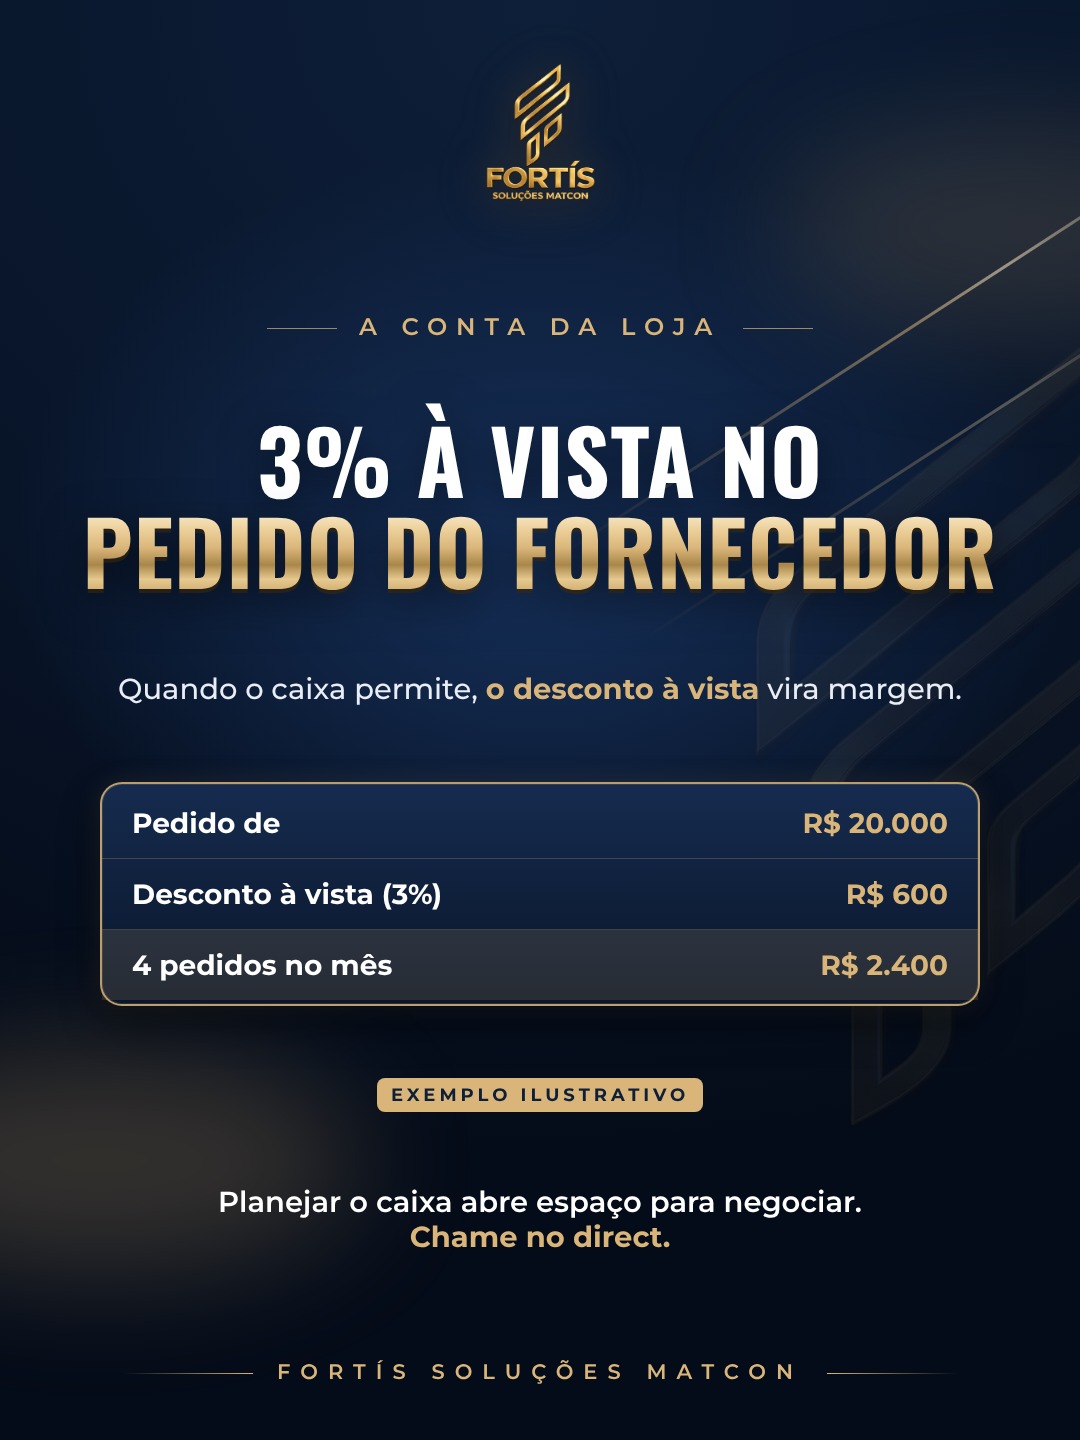 FORTÍS
SOLUÇÕES MATCON
A CONTA DA LOJA
3% À VISTA NO
PEDIDO DO FORNECEDOR
Quando o caixa permite, o desconto à vista vira margem.
Pedido de R$ 20.000
Desconto à vista (3%) R$ 600
4 pedidos no mês R$ 2.400
EXEMPLO ILUSTRATIVO
Planejar o caixa abre espaço para negociar.
Chame no direct.
FORTÍS SOLUÇÕES MATCON